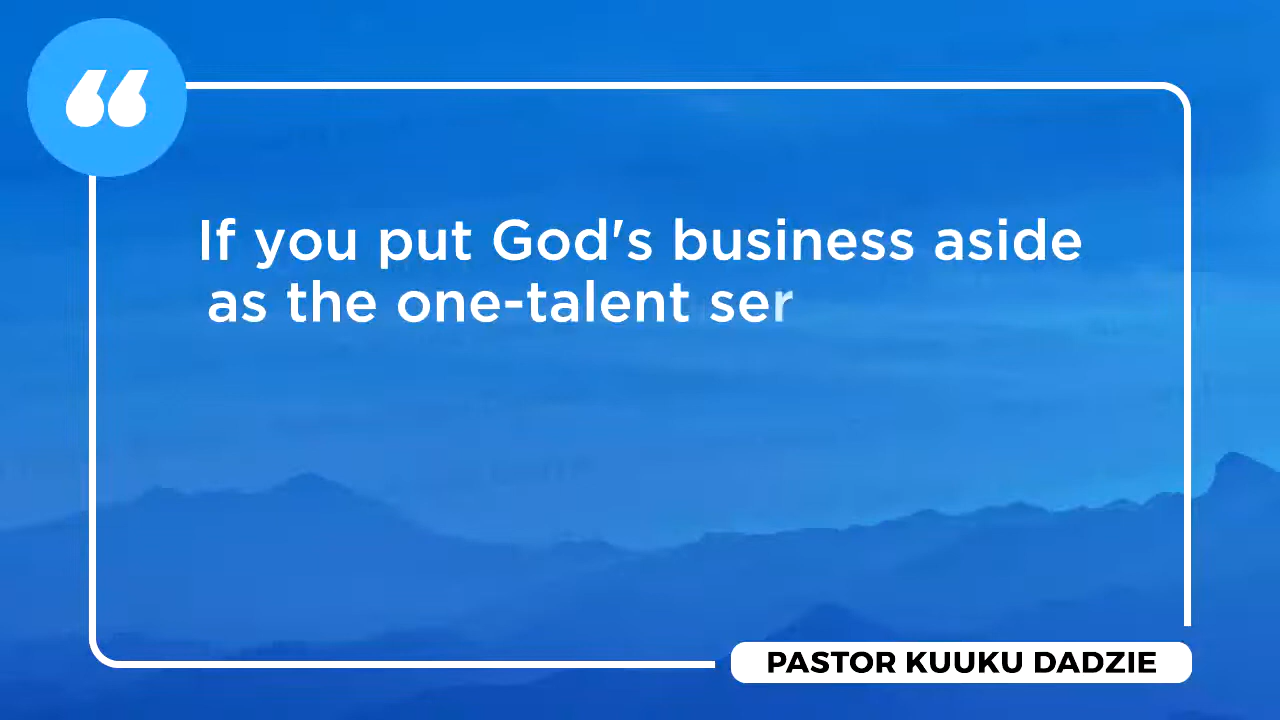 “
If you put God's business aside
as the one-talent ser
PASTOR KUUKU DADZIE